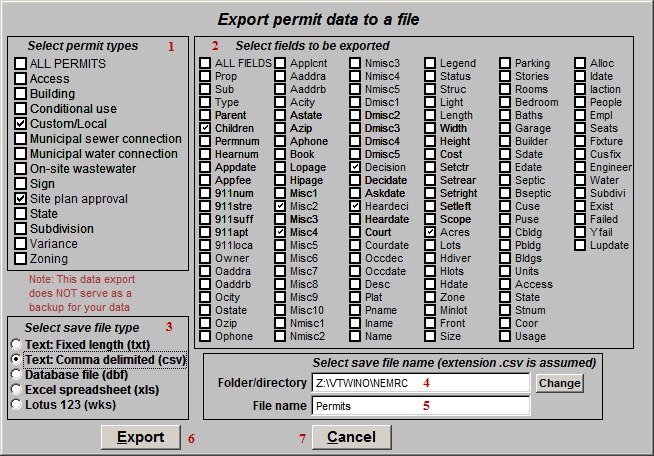 Export permit data to a file
Select permit types 1
ALL PERMITS
Access
Building
Conditional use
Custom/Local
Municipal sewer connection
Municipal water connection
On-site wastewater
Sign
Site plan approval
State
Subdivision
Variance
Zoning
Note: This data export
does NOT serve as a
backup for your data
Select save file type 3
Text: Fixed length (txt)
Text: Comma delimited (csv)
Database file (dbf)
Excel spreadsheet (xls)
Lotus 123 (wks)
2 Select fields to be exported
ALL FIELDS Applcnt Nmisc3 Legend Parking Alloc
Prop Aaddra Nmisc4 Status Stories Idate
Sub Aaddrb Nmisc5 Struc Rooms Iaction
Type Acity Dmisc1 Light Bedroom People
Parent Astate Dmisc2 Length Baths Empl
Children Azip Dmisc3 Width Garage Seats
Permnum Aphone Dmisc4 Height Builder Fixture
Hearnum Book Dmisc5 Cost Sdate Cusfix
Appdate Lopage Decision Setctr Edate Engineer
Appfee Hipage Decidate Setrear Septic Water
911num Misc1 Askdate Setright Bseptic Subdivi
911stre Misc2 Heardeci Setleft Cuse Exist
911suff Misc3 Heardate Scope Puse Failed
911apt Misc4 Court Acres Cbldg Yfail
911loca Misc5 Courdate Lots Pbldg Lupdate
Owner Misc6 Occdec Hdiver Bldgs
Oaddra Misc7 Occdate Hlots Units
Oaddrb Misc8 Desc Hdate Access
Ocity Misc9 Plat Zone State
Ostate Misc10 Pname Minlot Stnum
Ozip Nmisc1 Iname Front Coor
Ophone Nmisc2 Name Size Usage
Select save file name (extension .csv is assumed)
Folder/directory Z:\VTWINO\NEMRC 4 Change
File name Permits 5
Export 6 7 Cancel